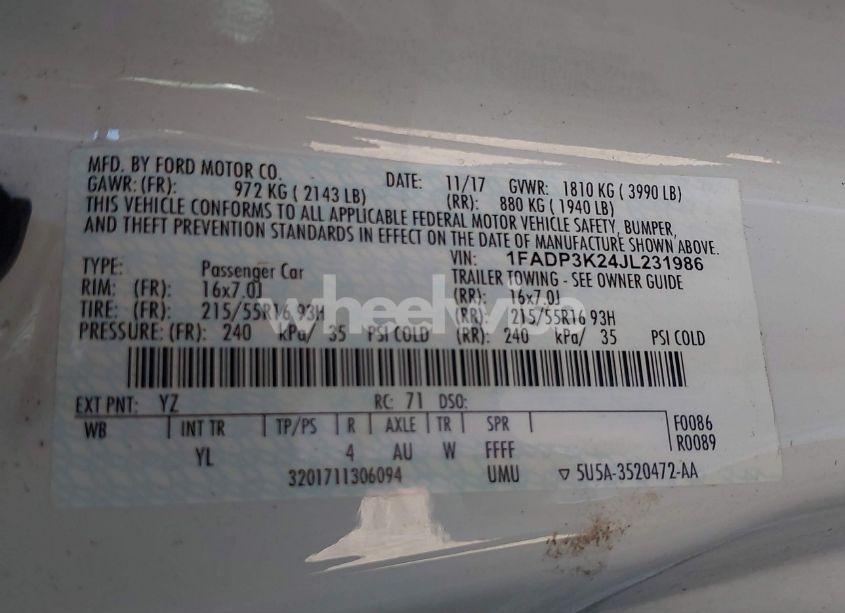 MFD. BY FORD MOTOR CO. DATE: 11/17 GVWR: 1810 KG ( 3990 LB)
GAWR: (FR): 972 KG ( 2143 LB) (RR): 880 KG ( 1940 LB)
THIS VEHICLE CONFORMS TO ALL APPLICABLE FEDERAL MOTOR VEHICLE SAFETY, BUMPER,
AND THEFT PREVENTION STANDARDS IN EFFECT ON THE DATE OF MANUFACTURE SHOWN ABOVE.
VIN: 1FADP3K24JL231986
TYPE: Passenger Car TRAILER TOWING - SEE OWNER GUIDE
RIM: (FR): 16x7.0J (RR): 16x7.0J
TIRE: (FR): 215/55R16 93H (RR): 215/55R16 93H
PRESSURE: (FR): 240 kPa/ 35 PSI COLD (RR): 240 kPa/ 35 PSI COLD
EXT PNT: YZ RC: 71 DSO:
WB INT TR TP/PS R AXLE TR SPR F0086
R0089
YL 4 AU W FFFF
3201711306094 UMU ▽ 5U5A-3520472-AA